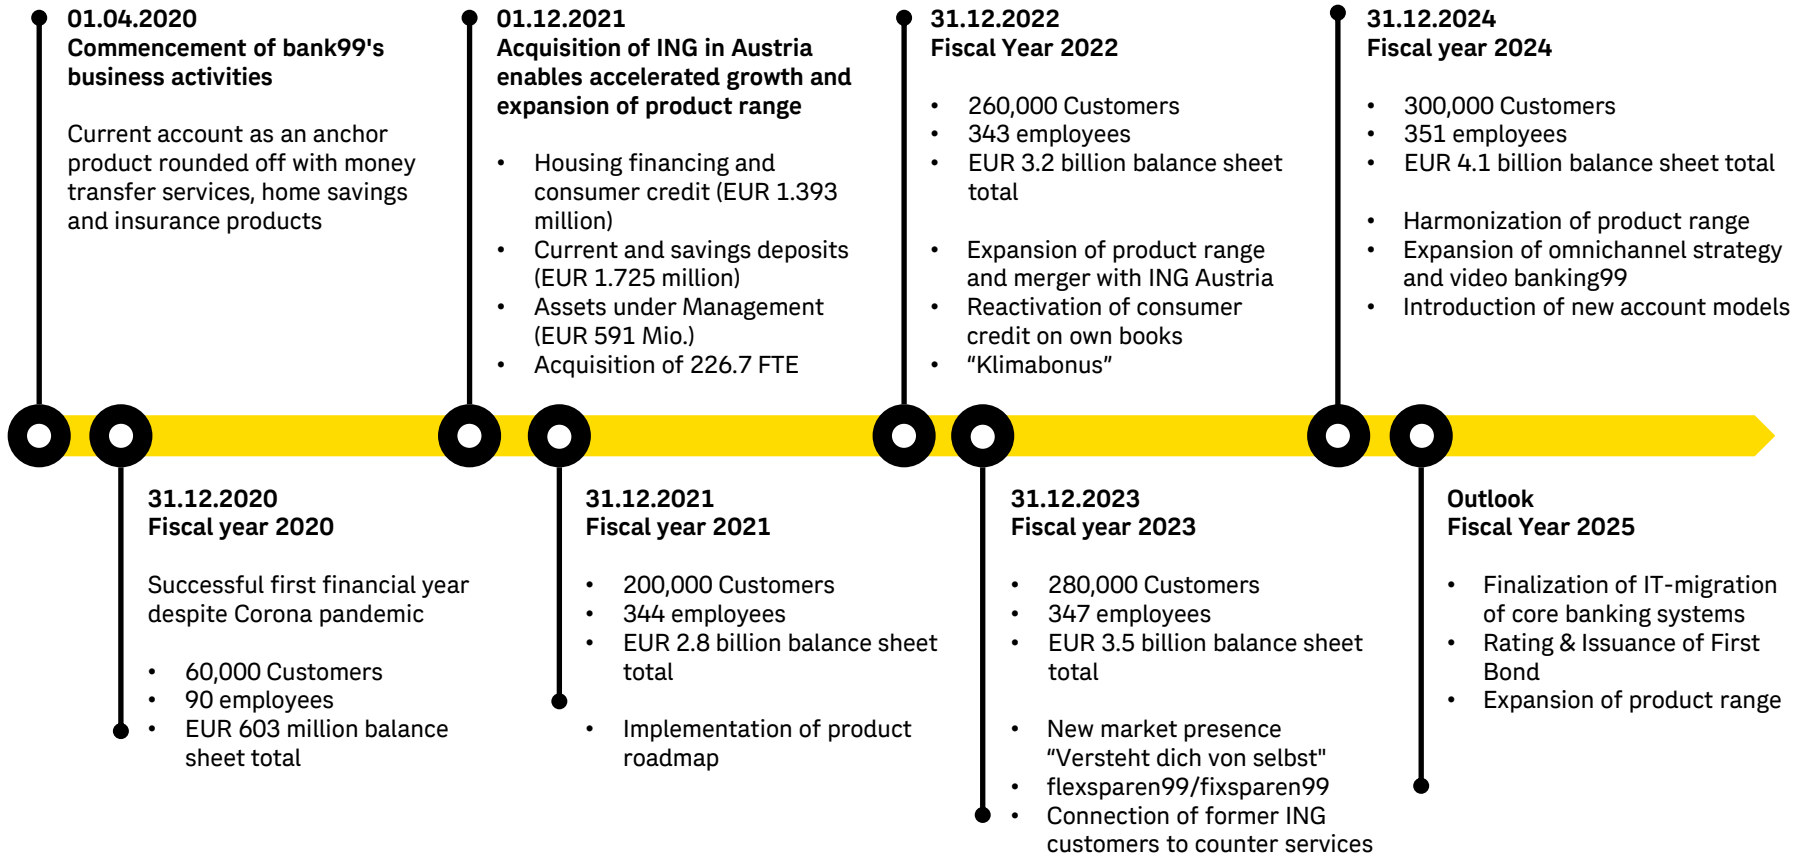 01.04.2020
Commencement of bank99's
business activities
Current account as an anchor
product rounded off with money
transfer services, home savings
and insurance products
01.12.2021
Acquisition of ING in Austria
enables accelerated growth and
expansion of product range
• Housing financing and
consumer credit (EUR 1.393
million)
• Current and savings deposits
(EUR 1.725 million)
• Assets under Management
(EUR 591 Mio.)
• Acquisition of 226.7 FTE
31.12.2022
Fiscal Year 2022
• 260,000 Customers
• 343 employees
• EUR 3.2 billion balance sheet
total
• Expansion of product range
and merger with ING Austria
• Reactivation of consumer
credit on own books
• “Klimabonus”
31.12.2024
Fiscal year 2024
• 300,000 Customers
• 351 employees
• EUR 4.1 billion balance sheet total
• Harmonization of product range
• Expansion of omnichannel strategy
and video banking99
• Introduction of new account models
31.12.2020
Fiscal year 2020
Successful first financial year
despite Corona pandemic
• 60,000 Customers
• 90 employees
• EUR 603 million balance
sheet total
31.12.2021
Fiscal year 2021
• 200,000 Customers
• 344 employees
• EUR 2.8 billion balance sheet
total
• Implementation of product
roadmap
31.12.2023
Fiscal year 2023
• 280,000 Customers
• 347 employees
• EUR 3.5 billion balance sheet
total
• New market presence
“Versteht dich von selbst"
• flexsparen99/fixsparen99
• Connection of former ING
customers to counter services
Outlook
Fiscal Year 2025
• Finalization of IT-migration
of core banking systems
• Rating & Issuance of First
Bond
• Expansion of product range